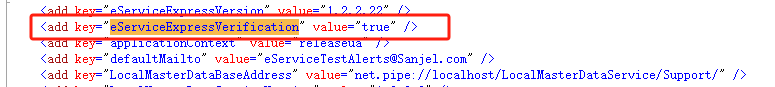 <add key="eServiceExpressVersion" value="1.2.2.22" />
<add key="eServiceExpressVerification" value="true" />
<add key="applicationContext" value="releaseua" />
<add key="defaultMailto" value="eServiceTestAlerts@Sanjel.com" />
<add key="LocalMasterDataBaseAddress" value="net.pipe://localhost/LocalMasterDataService/Support/" />